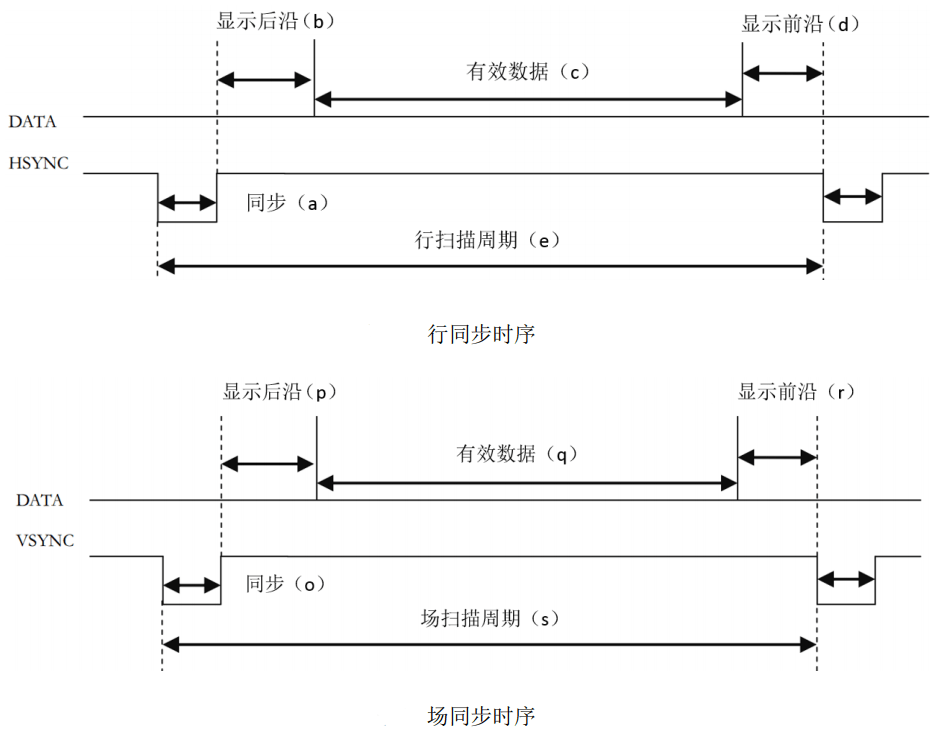 显示后沿(b)
显示前沿(d)
有效数据(c)
DATA
HSYNC
同步(a)
行扫描周期(e)
行同步时序
显示后沿(p)
显示前沿(r)
有效数据(q)
DATA
VSYNC
同步(o)
场扫描周期(s)
场同步时序